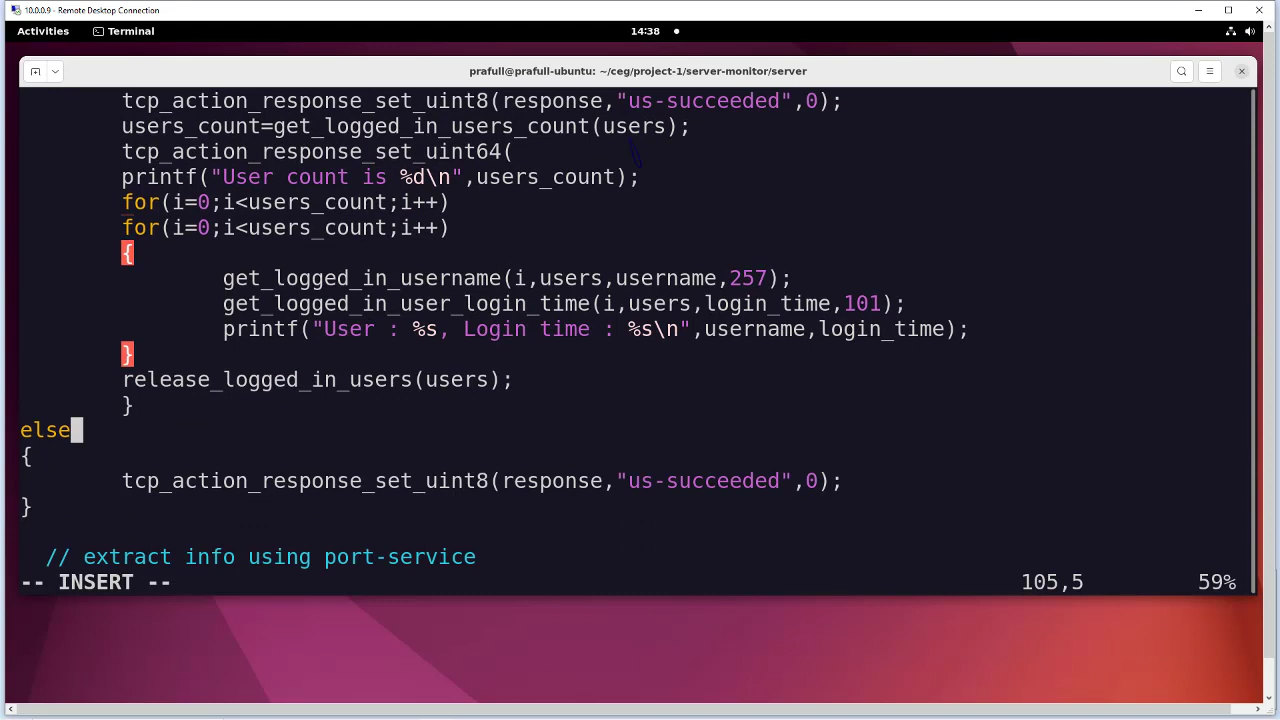 10.0.0.9 - Remote Desktop Connection
Activities
Terminal
14:38
prafull@prafull-ubuntu: ~/ceg/project-1/server-monitor/server
tcp_action_response_set_uint8(response,"us-succeeded",0);
users_count=get_logged_in_users_count(users);
tcp_action_response_set_uint64(
printf("User count is %d\n",users_count);
for(i=0;i<users_count;i++)
for(i=0;i<users_count;i++)
{
get_logged_in_username(i,users,username,257);
get_logged_in_user_login_time(i,users,login_time,101);
printf("User : %s, Login time : %s\n",username,login_time);
}
release_logged_in_users(users);
}
else
{
tcp_action_response_set_uint8(response,"us-succeeded",0);
}
// extract info using port-service
-- INSERT --
105,5
59%